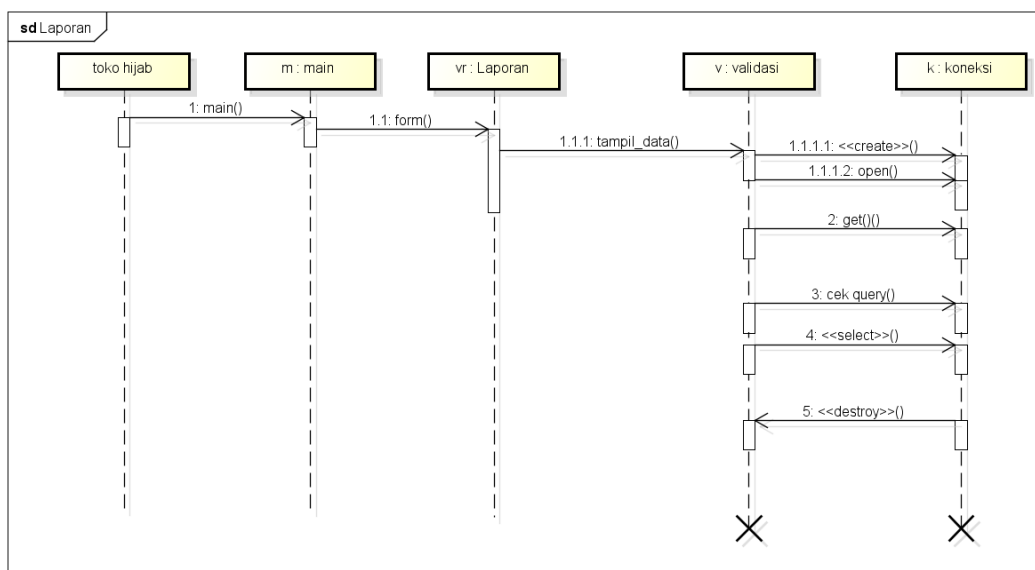 sd Laporan
toko hijab
m : main
vr : Laporan
v : validasi
k : koneksi
1: main()
1.1: form()
1.1.1: tampil_data()
1.1.1.1: <<create>>()
1.1.1.2: open()
2: get()()
3: cek query()
4: <<select>>()
5: <<destroy>>()